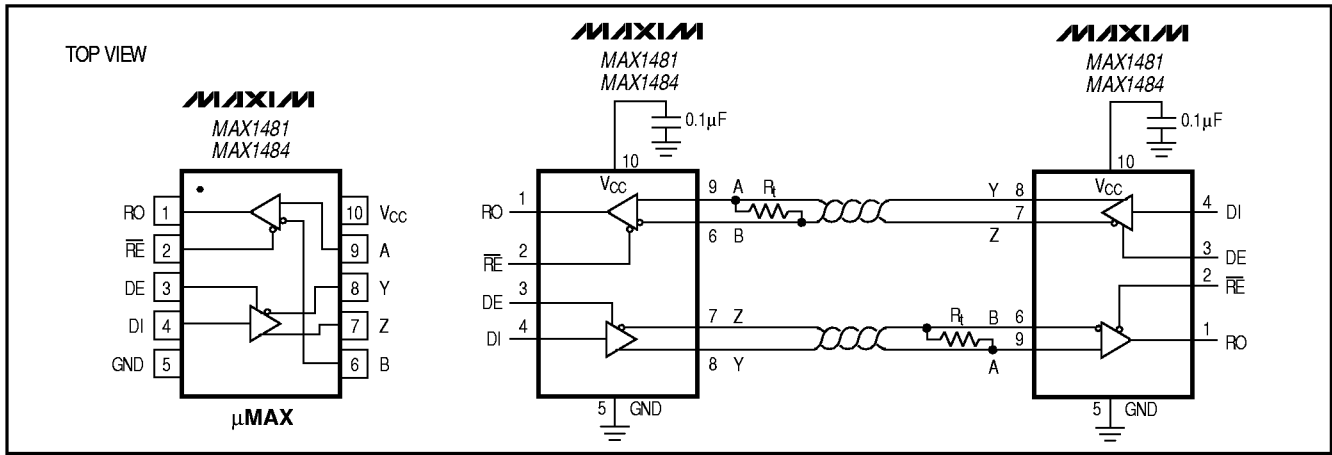 TOP VIEW
MAXIM
MAX1481
MAX1484
RO 1
RE 2
DE 3
DI 4
GND 5
10 VCC
9 A
8 Y
7 Z
6 B
µMAX
MAXIM
MAX1481
MAX1484
0.1µF
10
VCC
RO 1
RE 2
DE 3
DI 4
9 A Rt
6 B
7 Z
8 Y
5 GND
MAXIM
MAX1481
MAX1484
0.1µF
10
VCC
Y 8
Z 7
4 DI
3 DE
2 RE
1 RO
Rt B 6
A 9
5 GND